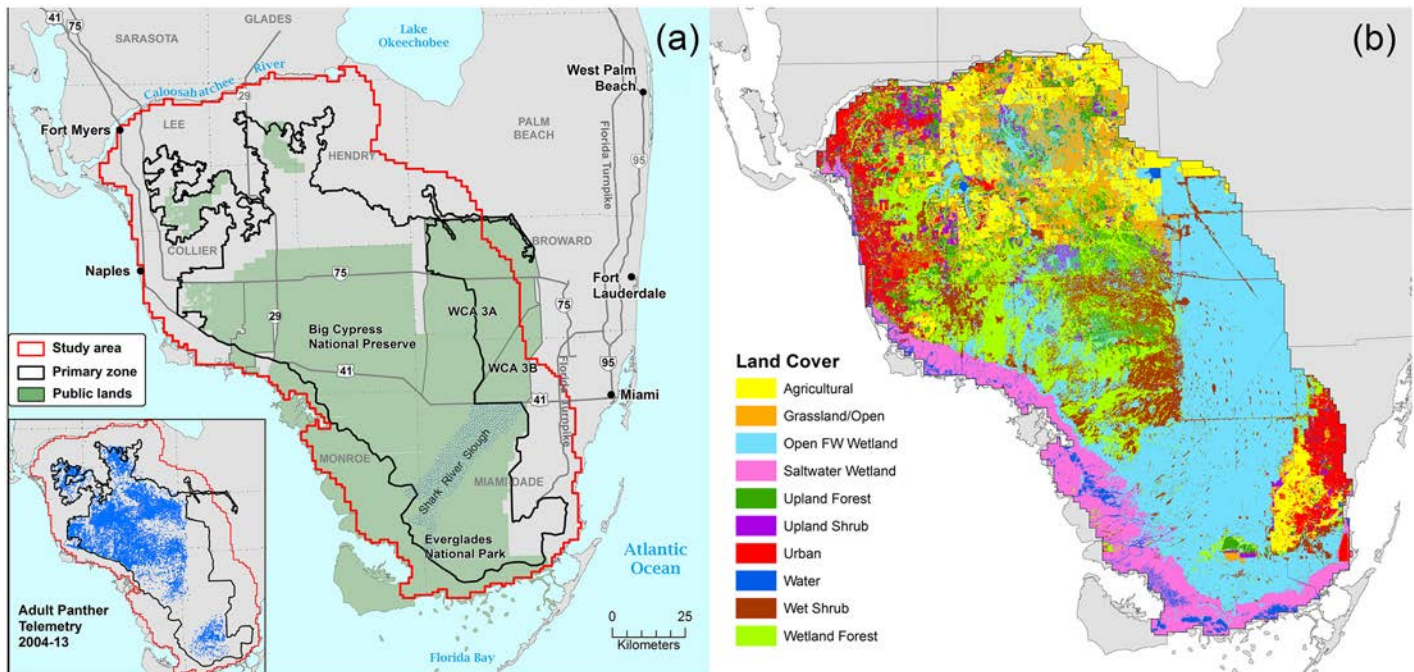 (a)
41
75
GLADES
SARASOTA
Lake
Okeechobee
Caloosahatchee River
29
West Palm
Beach
Fort Myers
LEE
PALM
BEACH
HENDRY
Florida Turnpike
95
COLLIER
BROWARD
Naples
75
Fort
Lauderdale
WCA 3A
75
29
Big Cypress
National Preserve
Study area
Primary zone
Public lands
41
WCA 3B
95
41
Miami
Florida Turnpike
MONROE
Shark River Slough
MIAMI-DADE
Everglades
National Park
Atlantic
Ocean
0 25
Kilometers
Florida Bay
Adult Panther
Telemetry
2004-13
(b)
Land Cover
Agricultural
Grassland/Open
Open FW Wetland
Saltwater Wetland
Upland Forest
Upland Shrub
Urban
Water
Wet Shrub
Wetland Forest